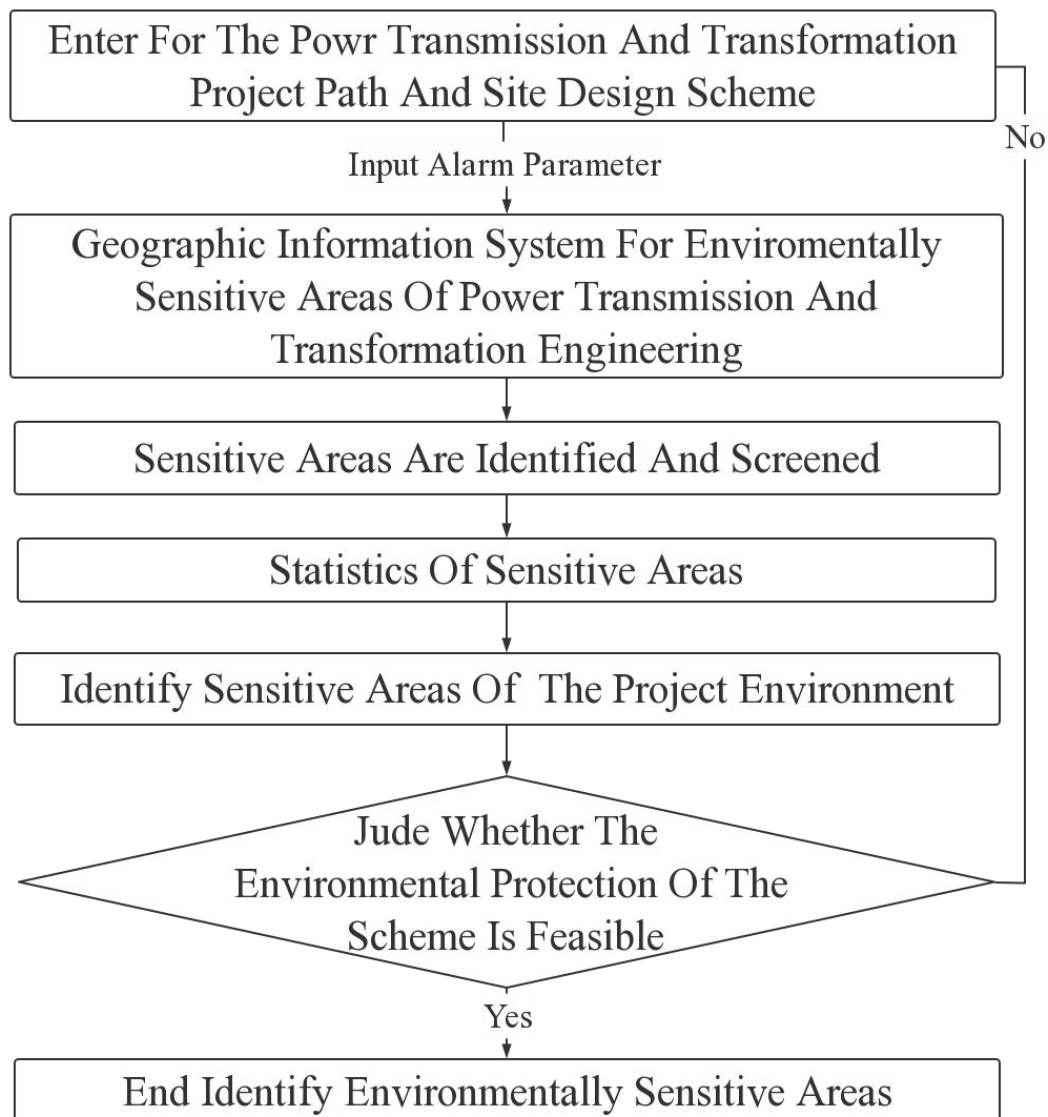 Enter For The Powr Transmission And Transformation
Project Path And Site Design Scheme
No
Input Alarm Parameter
Geographic Information System For Enviromentally
Sensitive Areas Of Power Transmission And
Transformation Engineering
Sensitive Areas Are Identified And Screened
Statistics Of Sensitive Areas
Identify Sensitive Areas Of The Project Environment
Jude Whether The
Environmental Protection Of The
Scheme Is Feasible
Yes
End Identify Environmentally Sensitive Areas